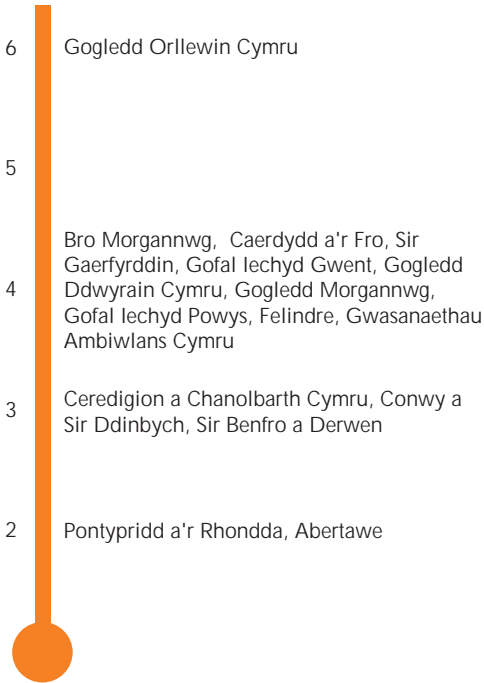 6 Gogledd Orllewin Cymru
5
Bro Morgannwg, Caerdydd a'r Fro, Sir
Gaerfyrddin, Gofal Iechyd Gwent, Gogledd
4 Ddwyrain Cymru, Gogledd Morgannwg,
Gofal Iechyd Powys, Felindre, Gwasanaethau
Ambiwlans Cymru
3 Ceredigion a Chanolbarth Cymru, Conwy a
Sir Ddinbych, Sir Benfro a Derwen
2 Pontypridd a'r Rhondda, Abertawe